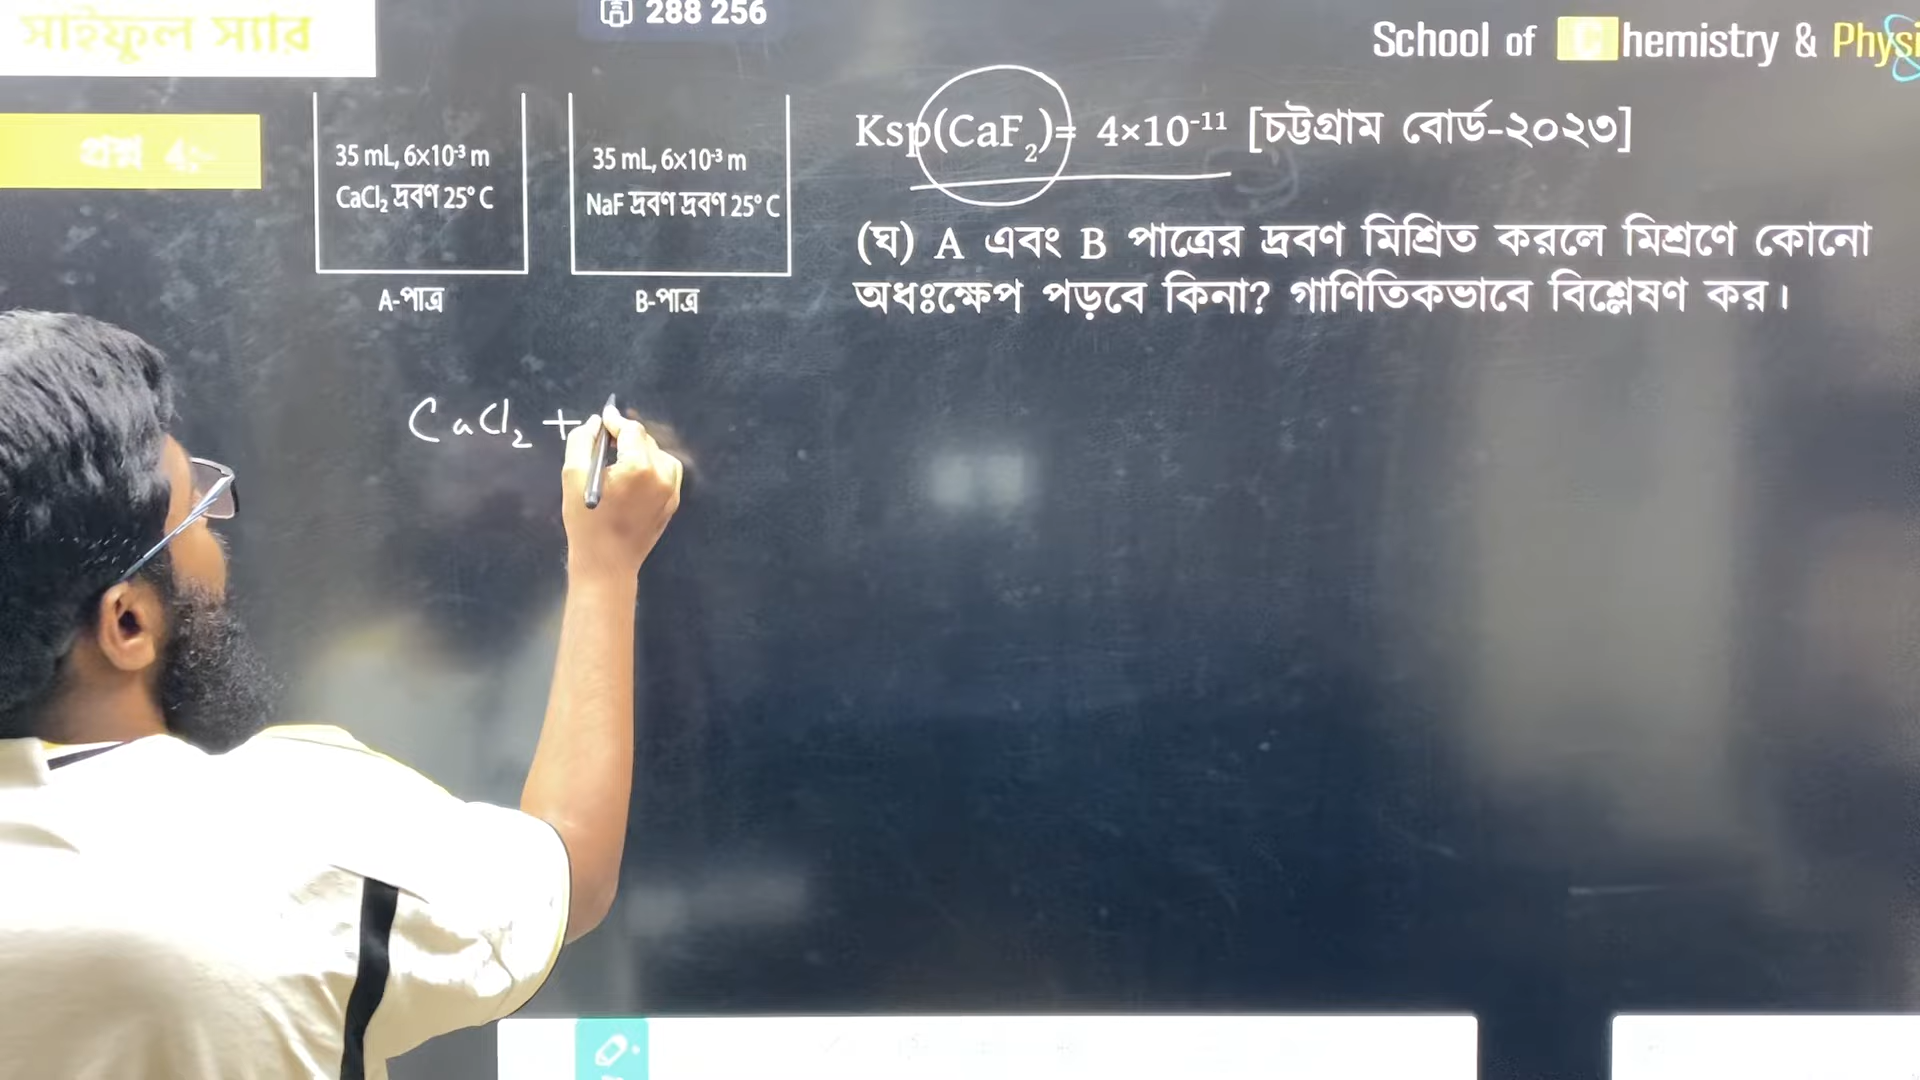 সাইফুল স্যার
288 256
School of Chemistry & Physi
প্রশ্ন 4:-
35 mL, 6×10⁻³ m
CaCl₂ দ্রবণ 25° C
A-পাত্র
35 mL, 6×10⁻³ m
NaF দ্রবণ দ্রবণ 25° C
B-পাত্র
Ksp(CaF₂)= 4×10⁻¹¹ [চট্টগ্রাম বোর্ড-২০২৩]
(ঘ) A এবং B পাত্রের দ্রবণ মিশ্রিত করলে মিশ্রণে কোনো
অধঃক্ষেপ পড়বে কিনা? গাণিতিকভাবে বিশ্লেষণ কর।
CaCl₂ +